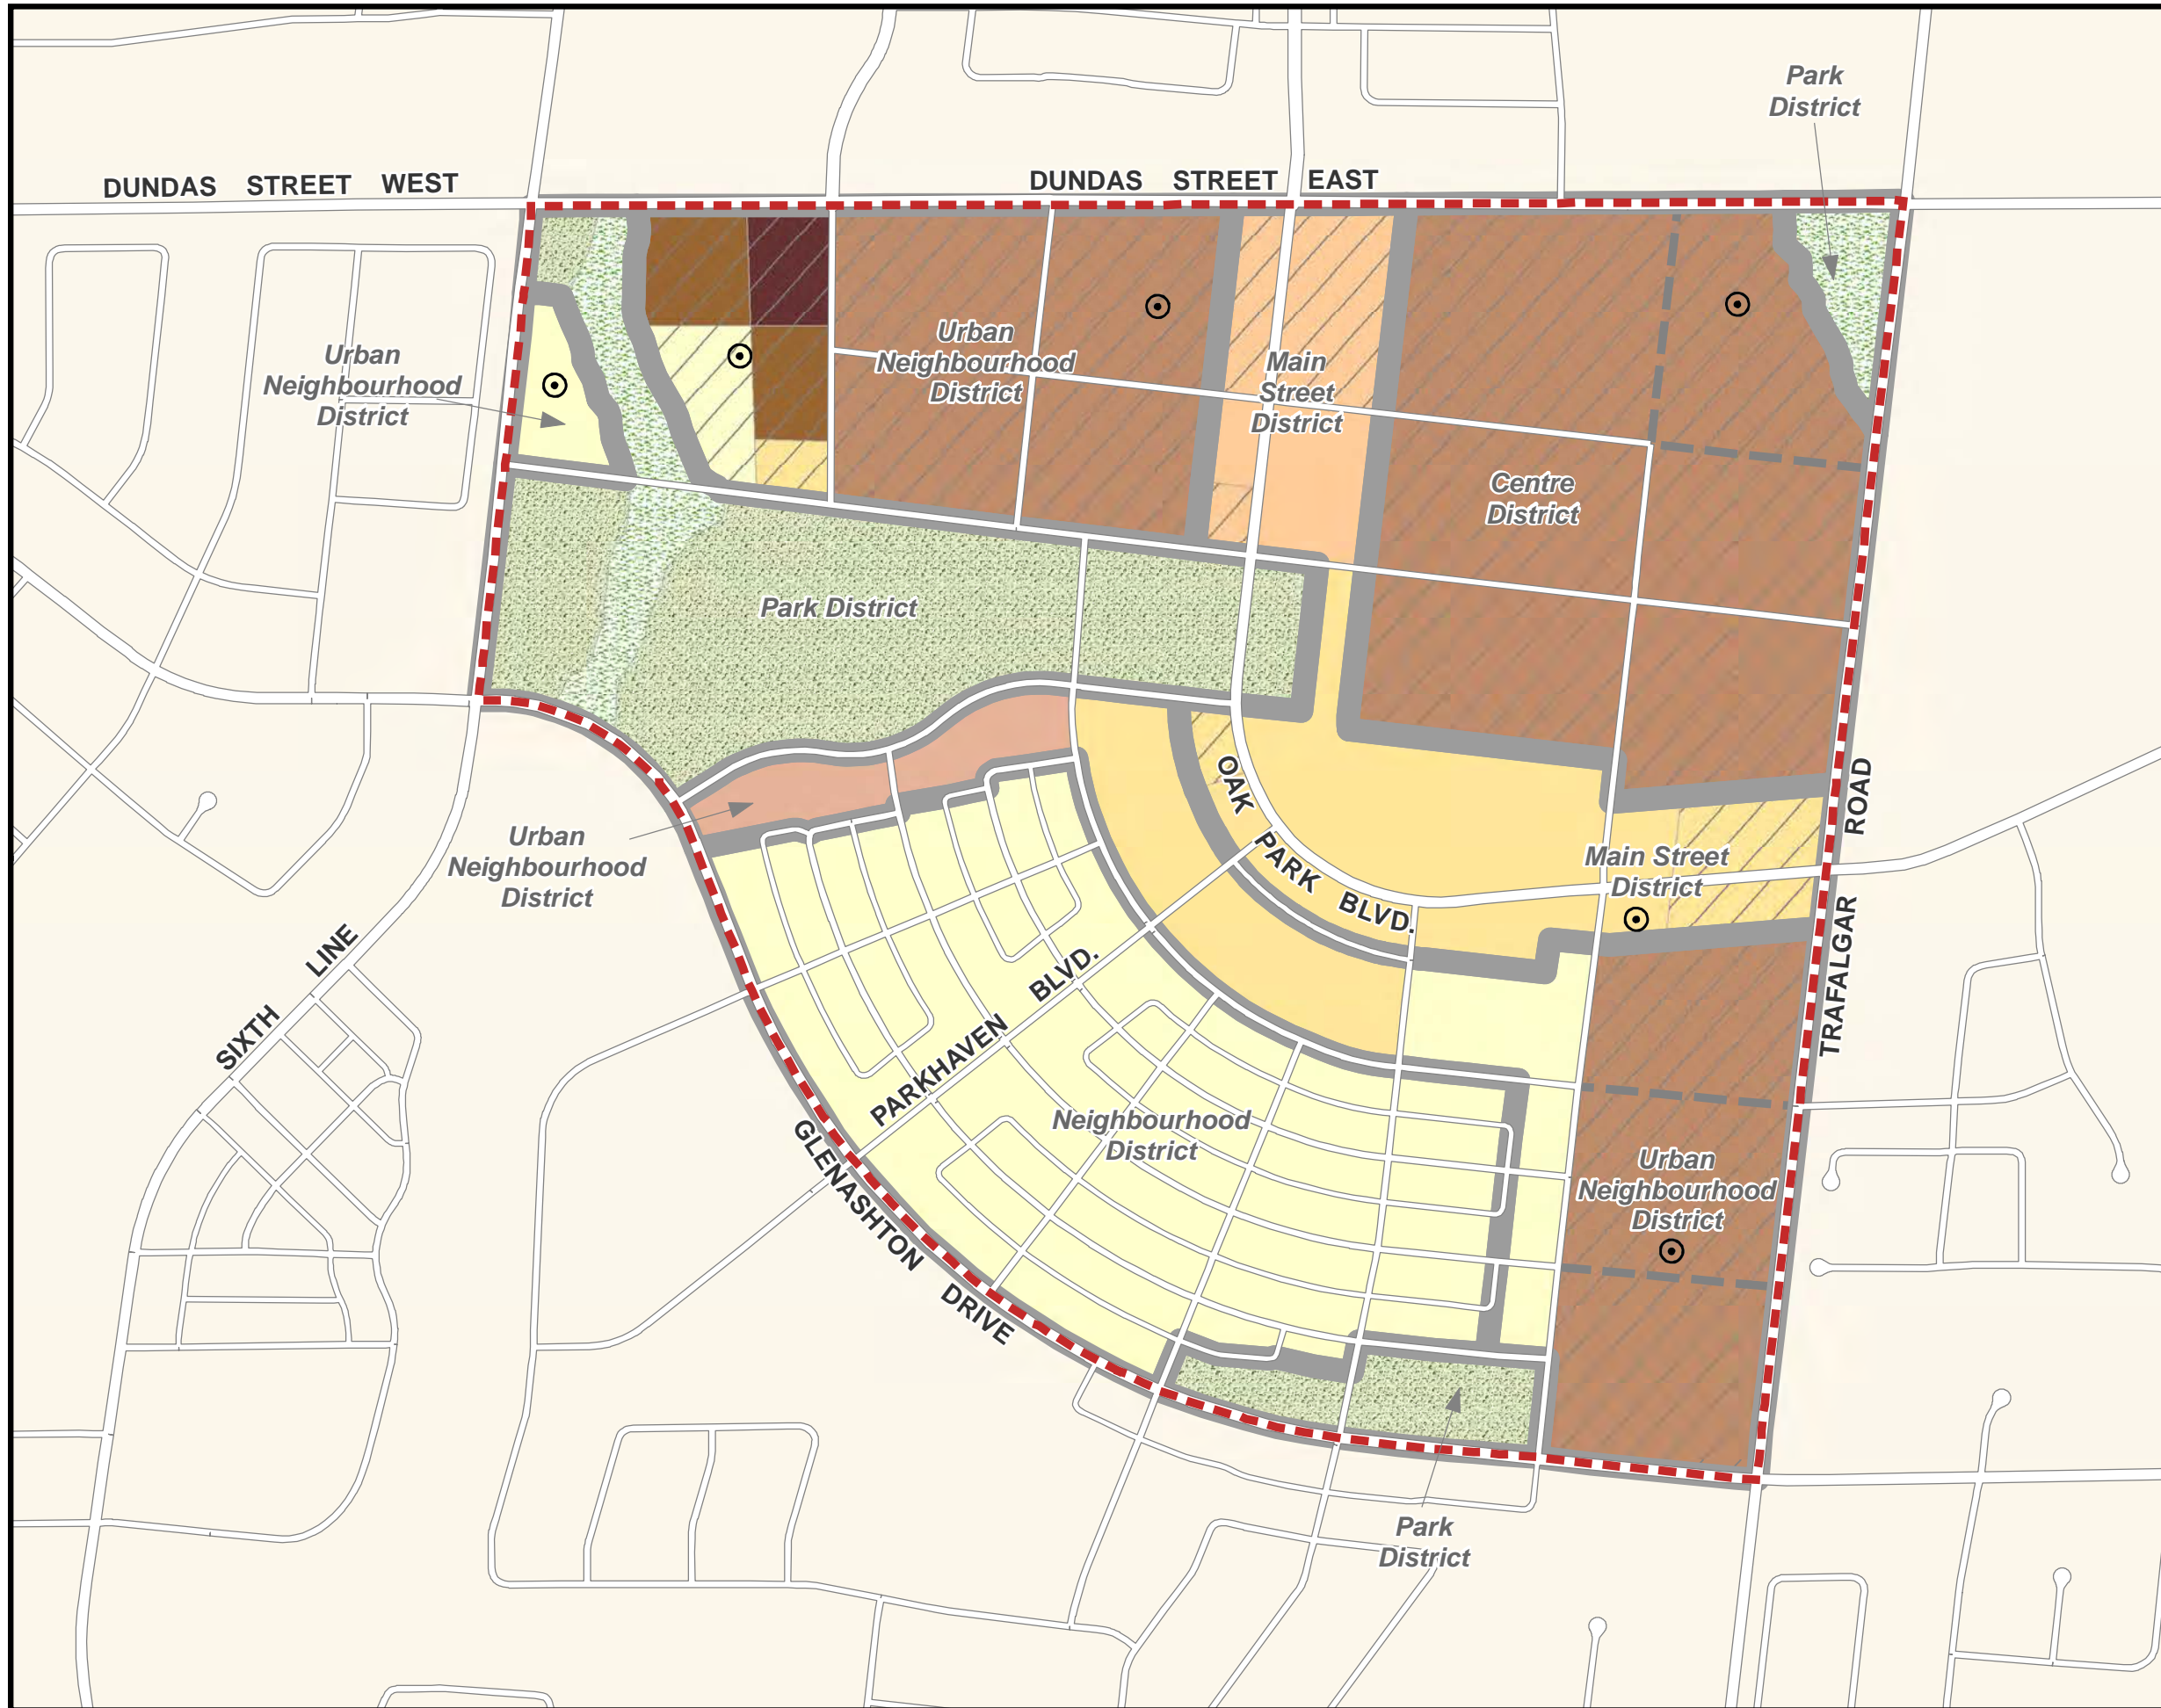 Park
District
DUNDAS STREET WEST
DUNDAS STREET EAST
Urban
Neighbourhood
District
Urban
Neighbourhood
District
Main
Street
District
Centre
District
Park District
OAK PARK BLVD.
Urban
Neighbourhood
District
Main Street
District
TRAFALGAR ROAD
SIXTH LINE
PARKHAVEN BLVD.
Neighbourhood
District
GLENASHTON DRIVE
Urban
Neighbourhood
District
Park
District